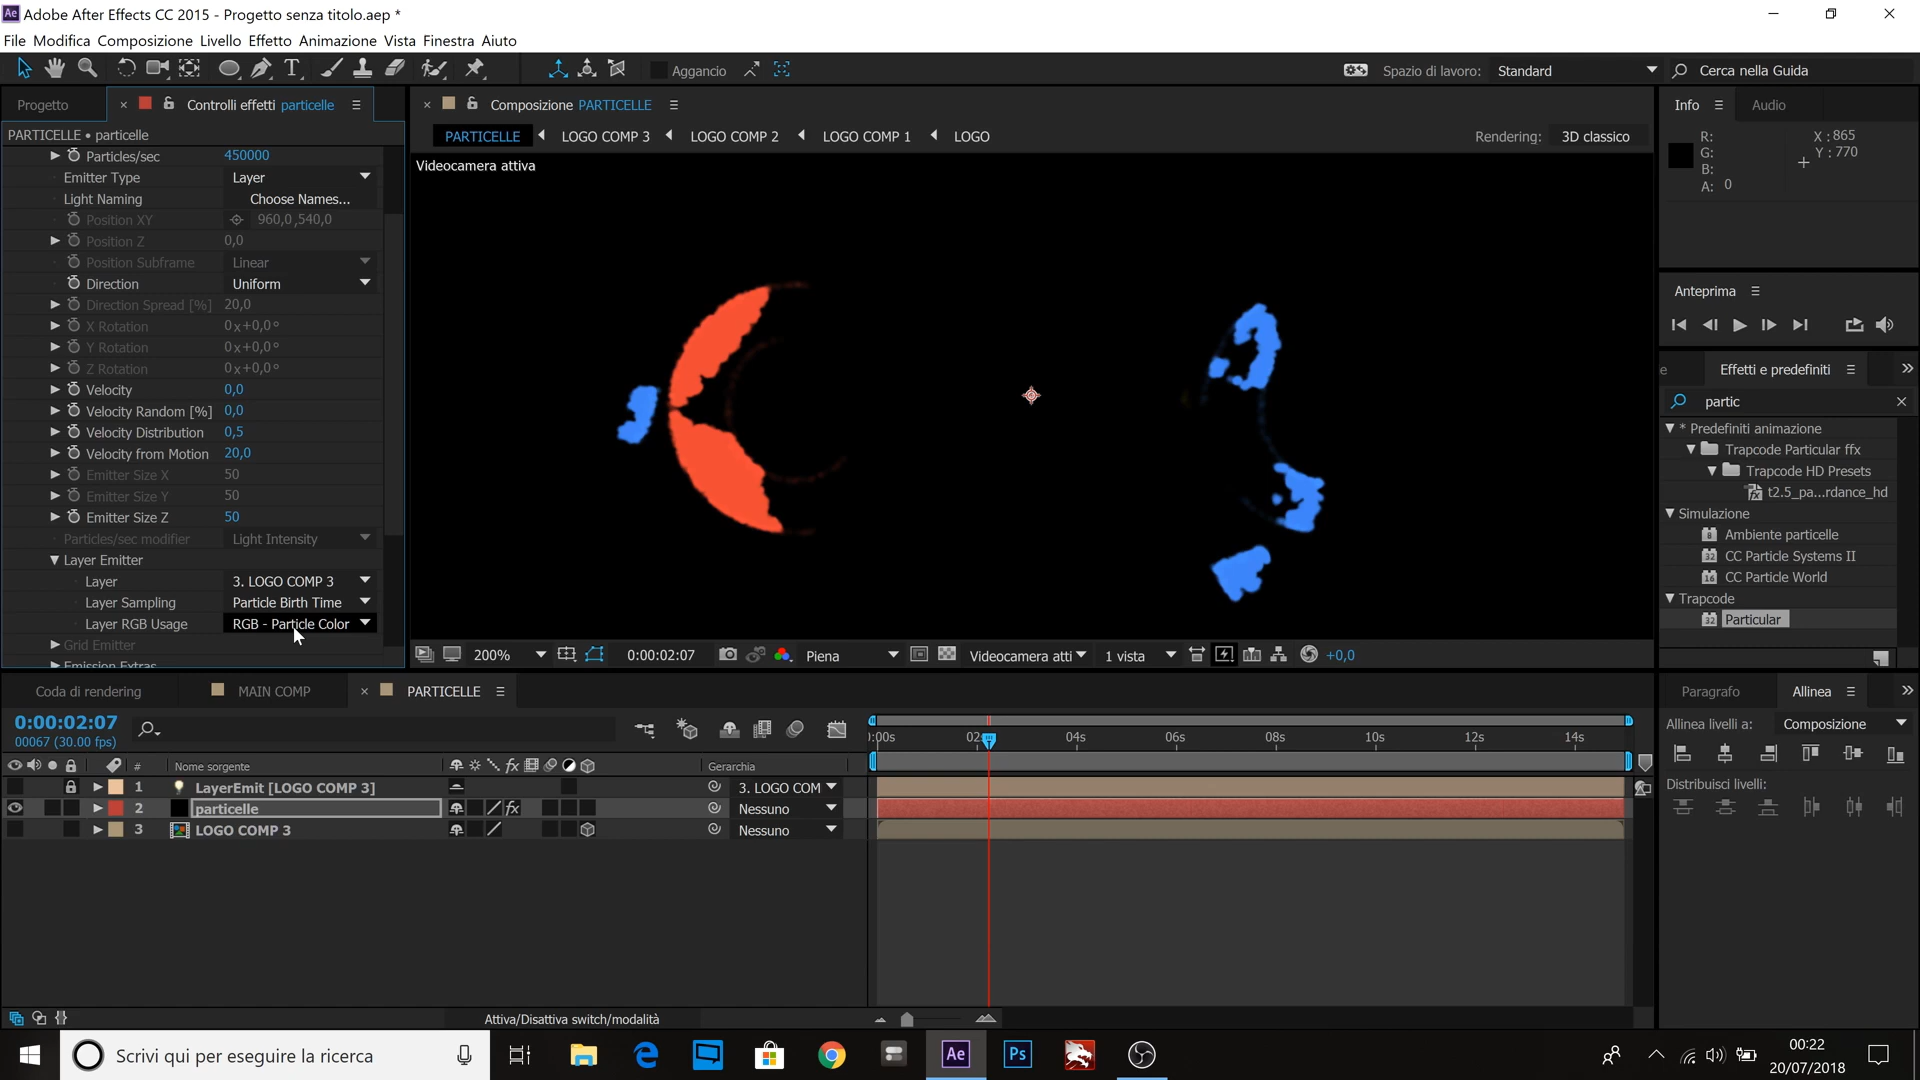 Ae Adobe After Effects CC 2015 - Progetto senza titolo.aep *
File Modifica Composizione Livello Effetto Animazione Vista Finestra Aiuto
T Aggancio Spazio di lavoro: Standard Cerca nella Guida
Progetto × Controlli effetti particelle
PARTICELLE • particelle
Particles/sec 450000
Emitter Type Layer
Light Naming Choose Names...
Position XY 960,0 ,540,0
Position Z 0,0
Position Subframe Linear
Direction Uniform
Direction Spread [%] 20,0
X Rotation 0x+0,0°
Y Rotation 0x+0,0°
Z Rotation 0x+0,0°
Velocity 0,0
Velocity Random [%] 0,0
Velocity Distribution 0,5
Velocity from Motion 20,0
Emitter Size X 50
Emitter Size Y 50
Emitter Size Z 50
Particles/sec modifier Light Intensity
Layer Emitter
Layer 3. LOGO COMP 3
Layer Sampling Particle Birth Time
Layer RGB Usage RGB - Particle Color
Grid Emitter
Emission Extras
× Composizione PARTICELLE
PARTICELLE LOGO COMP 3 LOGO COMP 2 LOGO COMP 1 LOGO Rendering: 3D classico
Videocamera attiva
200% 0:00:02:07 Piena Videocamera atti 1 vista +0,0
Info Audio
R: X : 865
G: Y : 770
B:
A: 0
Anteprima
e Effetti e predefiniti
partic ×
* Predefiniti animazione
Trapcode Particular ffx
Trapcode HD Presets
t2.5_pa...rdance_hd
Simulazione
8 Ambiente particelle
32 CC Particle Systems II
16 CC Particle World
Trapcode
32 Particular
Coda di rendering MAIN COMP × PARTICELLE
0:00:02:07
00067 (30.00 fps)
):00s 02 04s 06s 08s 10s 12s 14s
# Nome sorgente fx Gerarchia
1 LayerEmit [LOGO COMP 3] 3. LOGO COM
2 particelle fx Nessuno
3 LOGO COMP 3 Nessuno
Attiva/Disattiva switch/modalità
Paragrafo Allinea
Allinea livelli a: Composizione
Distribuisci livelli:
Scrivi qui per eseguire la ricerca
Ae Ps
00:22
20/07/2018